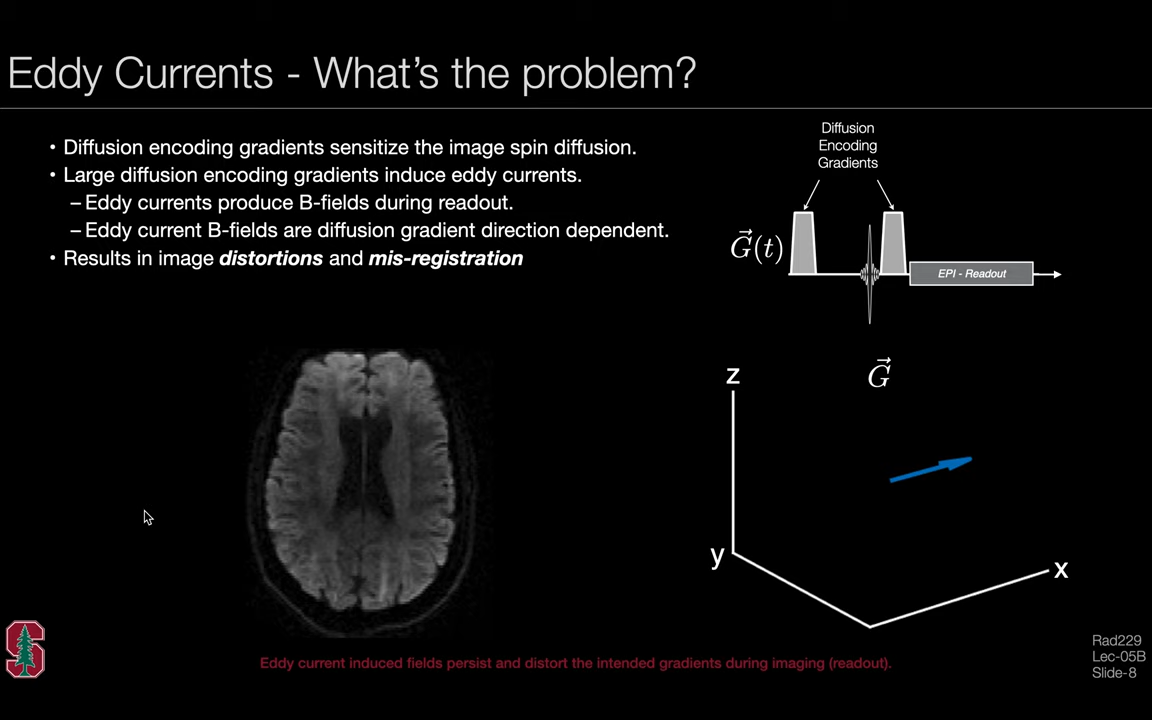 Eddy Currents - What's the problem?
• Diffusion encoding gradients sensitize the image spin diffusion.
• Large diffusion encoding gradients induce eddy currents.
– Eddy currents produce B-fields during readout.
– Eddy current B-fields are diffusion gradient direction dependent.
• Results in image distortions and mis-registration
Diffusion
Encoding
Gradients
G⃗(t)
EPI - Readout
G⃗
z
y
x
Eddy current induced fields persist and distort the intended gradients during imaging (readout).
S
Rad229
Lec-05B
Slide-8